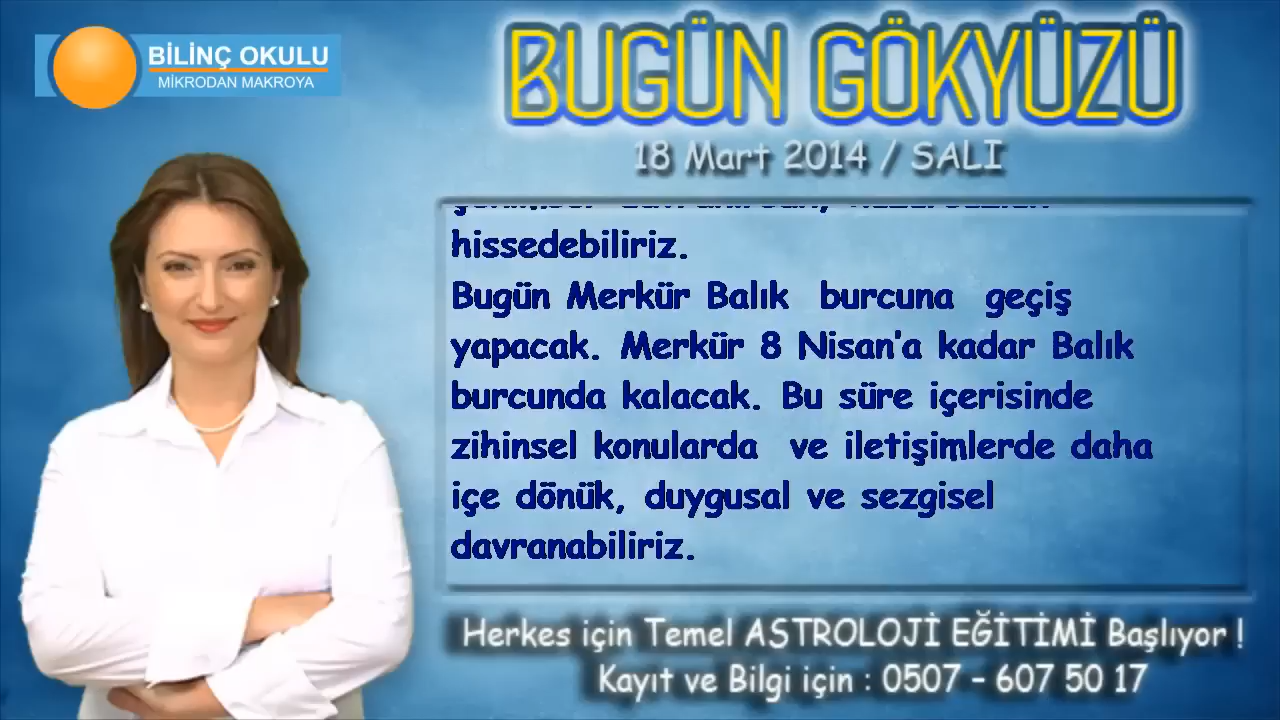 BİLİNÇ OKULU
MİKRODAN MAKROYA
BUGÜN GÖKYÜZÜ
18 Mart 2014 / SALI
hissedebiliriz.
Bugün Merkür Balık burcuna geçiş
yapacak. Merkür 8 Nisan'a kadar Balık
burcunda kalacak. Bu süre içerisinde
zihinsel konularda ve iletişimlerde daha
içe dönük, duygusal ve sezgisel
davranabiliriz.
Herkes için Temel ASTROLOJİ EĞİTİMİ Başlıyor !
Kayıt ve Bilgi için : 0507 – 607 50 17